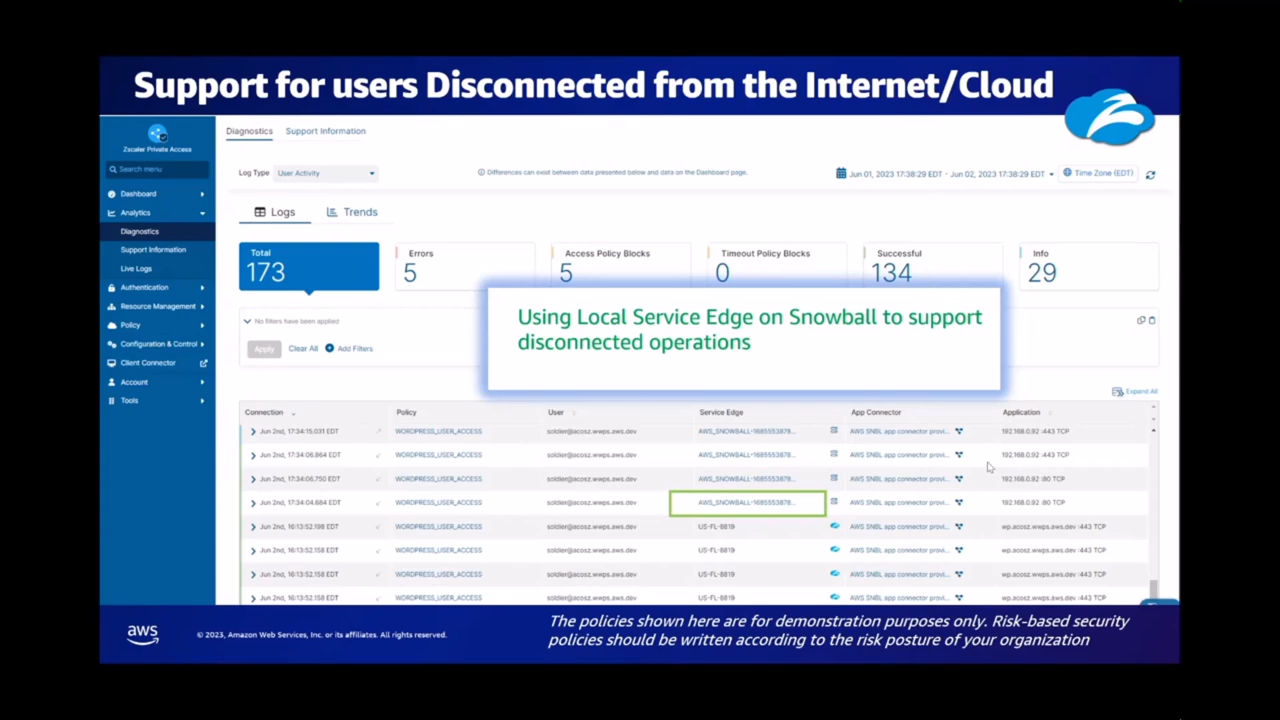 Support for users Disconnected from the Internet/Cloud
Zscaler Private Access
Search menu
Dashboard
Analytics
Diagnostics
Support Information
Live Logs
Authentication
Resource Management
Policy
Configuration & Control
Client Connector
Account
Tools
Diagnostics Support Information
Log Type User Activity
Differences can exist between data presented below and data on the Dashboard page.
Jun 01, 2023 17:38:29 EDT - Jun 02, 2023 17:38:29 EDT
Time Zone (EDT)
Logs Trends
Total 173
Errors 5
Access Policy Blocks 5
Timeout Policy Blocks 0
Successful 134
Info 29
No filters have been applied
Apply Clear All Add Filters
Using Local Service Edge on Snowball to support
disconnected operations
Expand All
Connection Policy User Service Edge App Connector Application
Jun 2nd, 17:34:15.031 EDT WORDPRESS_USER_ACCESS soldier@acosz.wwps.aws.dev AWS_SNOWBALL-1685553878... AWS SNBL app connector provi... 192.168.0.92 :443 TCP
Jun 2nd, 17:34:06.864 EDT WORDPRESS_USER_ACCESS soldier@acosz.wwps.aws.dev AWS_SNOWBALL-1685553878... AWS SNBL app connector provi... 192.168.0.92 :443 TCP
Jun 2nd, 17:34:06.750 EDT WORDPRESS_USER_ACCESS soldier@acosz.wwps.aws.dev AWS_SNOWBALL-1685553878... AWS SNBL app connector provi... 192.168.0.92 :80 TCP
Jun 2nd, 17:34:04.684 EDT WORDPRESS_USER_ACCESS soldier@acosz.wwps.aws.dev AWS_SNOWBALL-1685553878... AWS SNBL app connector provi... 192.168.0.92 :80 TCP
Jun 2nd, 16:13:52.198 EDT WORDPRESS_USER_ACCESS soldier@acosz.wwps.aws.dev US-FL-8819 AWS SNBL app connector provi... wp.acosz.wwps.aws.dev :443 TCP
Jun 2nd, 16:13:52.158 EDT WORDPRESS_USER_ACCESS soldier@acosz.wwps.aws.dev US-FL-8819 AWS SNBL app connector provi... wp.acosz.wwps.aws.dev :443 TCP
Jun 2nd, 16:13:52.158 EDT WORDPRESS_USER_ACCESS soldier@acosz.wwps.aws.dev US-FL-8819 AWS SNBL app connector provi... wp.acosz.wwps.aws.dev :443 TCP
Jun 2nd, 16:13:52.158 EDT WORDPRESS_USER_ACCESS soldier@acosz.wwps.aws.dev US-FL-8819 AWS SNBL app connector provi... wp.acosz.wwps.aws.dev :443 TCP
aws
© 2023, Amazon Web Services, Inc. or its affiliates. All rights reserved.
The policies shown here are for demonstration purposes only. Risk-based security
policies should be written according to the risk posture of your organization